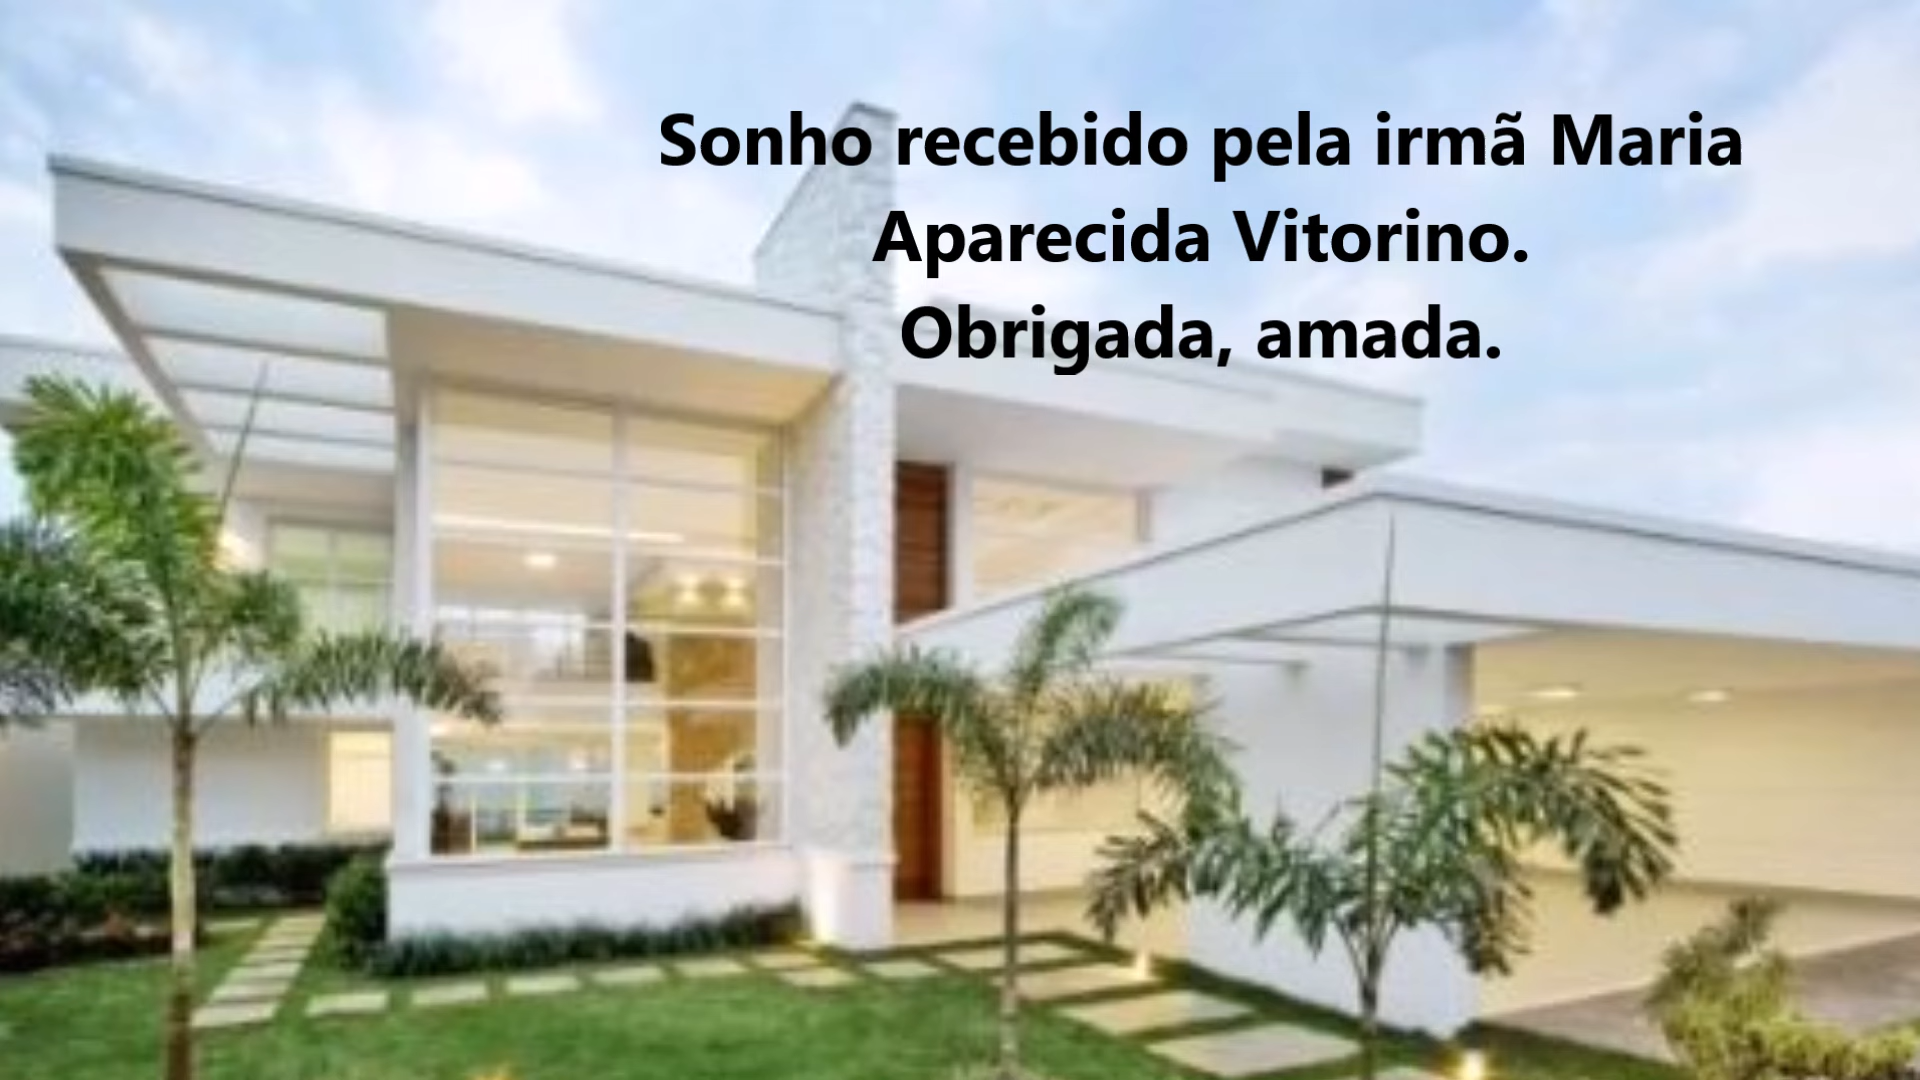 Sonho recebido pela irmã Maria
Aparecida Vitorino.
Obrigada, amada.